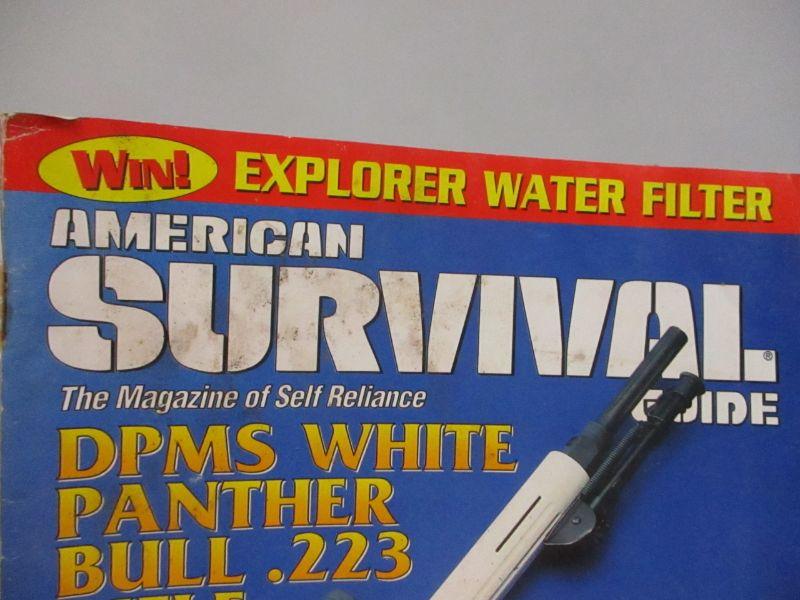 WIN! EXPLORER WATER FILTER
AMERICAN
SURVIVAL®
GUIDE
The Magazine of Self Reliance
DPMS WHITE
PANTHER
BULL .223